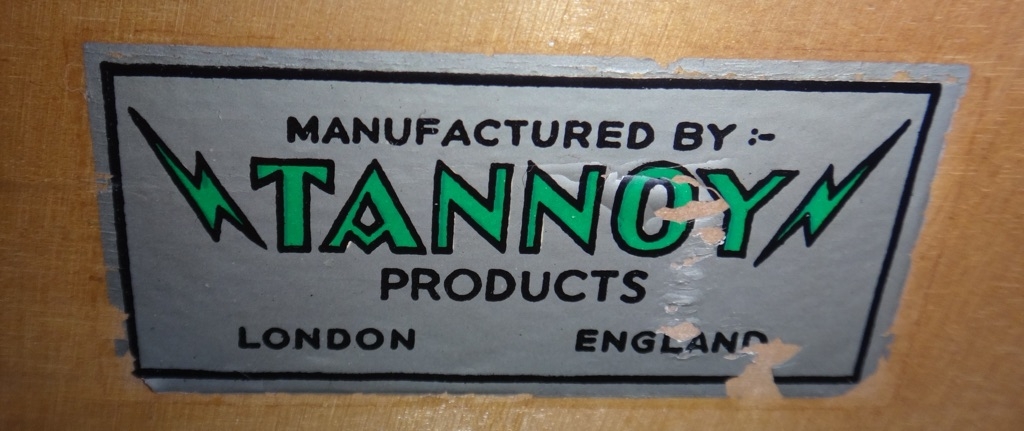 MANUFACTURED BY :-
TANNOY
PRODUCTS
LONDON ENGLAND